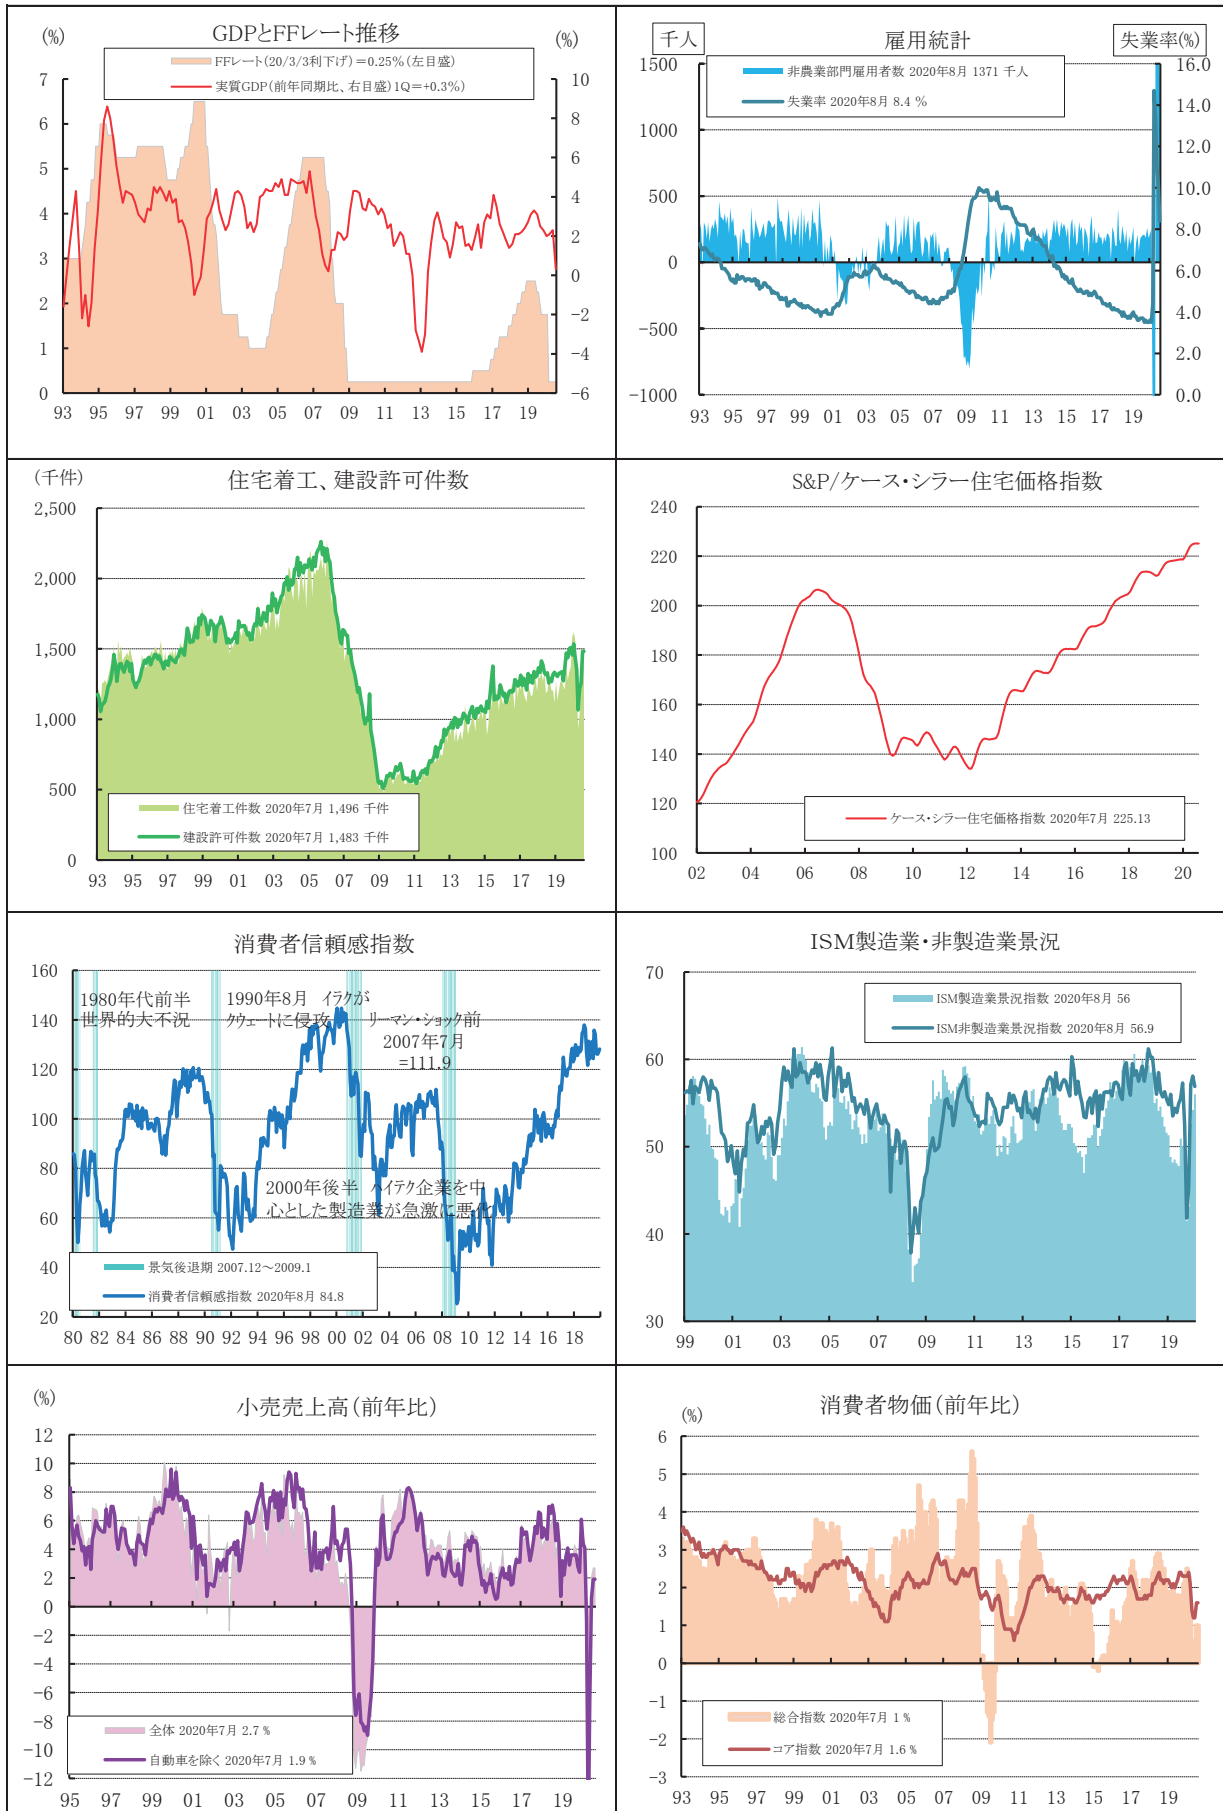 GDPとFFレート推移
(%)
(%)
FFレート(20/3/3利下げ)＝0.25%(左目盛)
実質GDP(前年同期比、右目盛)1Q＝+0.3%)
7
6
5
4
3
2
1
0
10
8
6
4
2
0
−2
−4
−6
93 95 97 99 01 03 05 07 09 11 13 15 17 19
千人
雇用統計
失業率(%)
非農業部門雇用者数 2020年8月 1371 千人
失業率 2020年8月 8.4 %
1500
1000
500
0
−500
−1000
16.0
14.0
12.0
10.0
8.0
6.0
4.0
2.0
0.0
93 95 97 99 01 03 05 07 09 11 13 15 17 19
(千件)
住宅着工、建設許可件数
2,500
2,000
1,500
1,000
500
0
住宅着工件数 2020年7月 1,496 千件
建設許可件数 2020年7月 1,483 千件
93 95 97 99 01 03 05 07 09 11 13 15 17 19
S&P/ケース・シラー住宅価格指数
240
220
200
180
160
140
120
100
ケース・シラー住宅価格指数 2020年7月 225.13
02 04 06 08 10 12 14 16 18 20
消費者信頼感指数
160
140
120
100
80
60
40
20
1980年代前半
世界的大不況
1990年8月 イラクが
クウェートに侵攻
リーマン・ショック前
2007年7月
=111.9
2000年後半 ハイテク企業を中
心とした製造業が急激に悪化
景気後退期 2007.12～2009.1
消費者信頼感指数 2020年8月 84.8
80 82 84 86 88 90 92 94 96 98 00 02 04 06 08 10 12 14 16 18
ISM製造業・非製造業景況
70
60
50
40
30
ISM製造業景況指数 2020年8月 56
ISM非製造業景況指数 2020年8月 56.9
99 01 03 05 07 09 11 13 15 17 19
(%)
小売売上高(前年比)
12
10
8
6
4
2
0
−2
−4
−6
−8
−10
−12
全体 2020年7月 2.7 %
自動車を除く 2020年7月 1.9 %
95 97 99 01 03 05 07 09 11 13 15 17 19
(%)
消費者物価(前年比)
6
5
4
3
2
1
0
−1
−2
−3
総合指数 2020年7月 1 %
コア指数 2020年7月 1.6 %
93 95 97 99 01 03 05 07 09 11 13 15 17 19